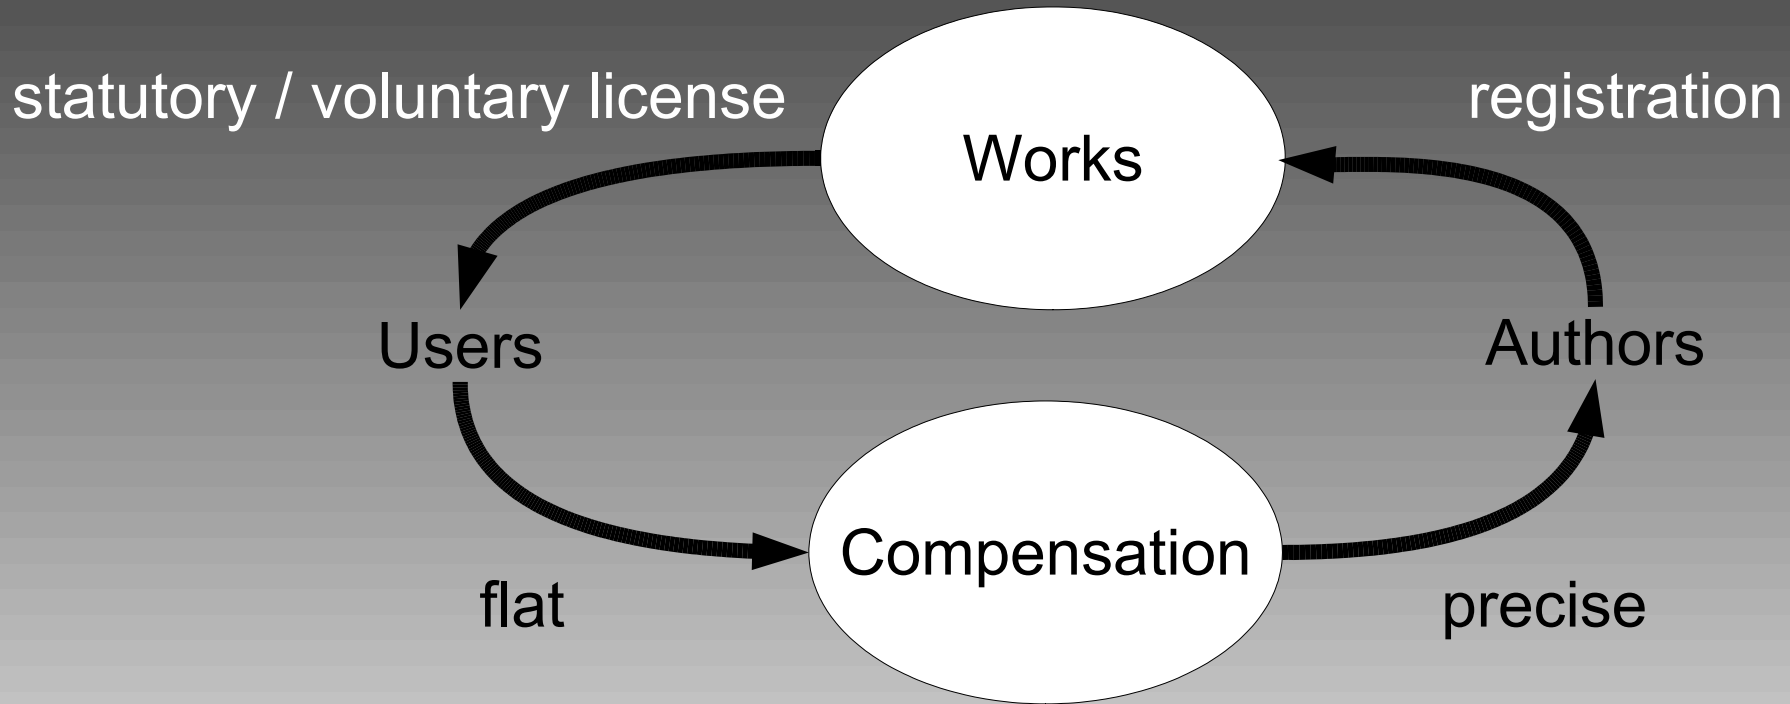 statutory / voluntary license
registration
Works
Users
Authors
Compensation
flat
precise